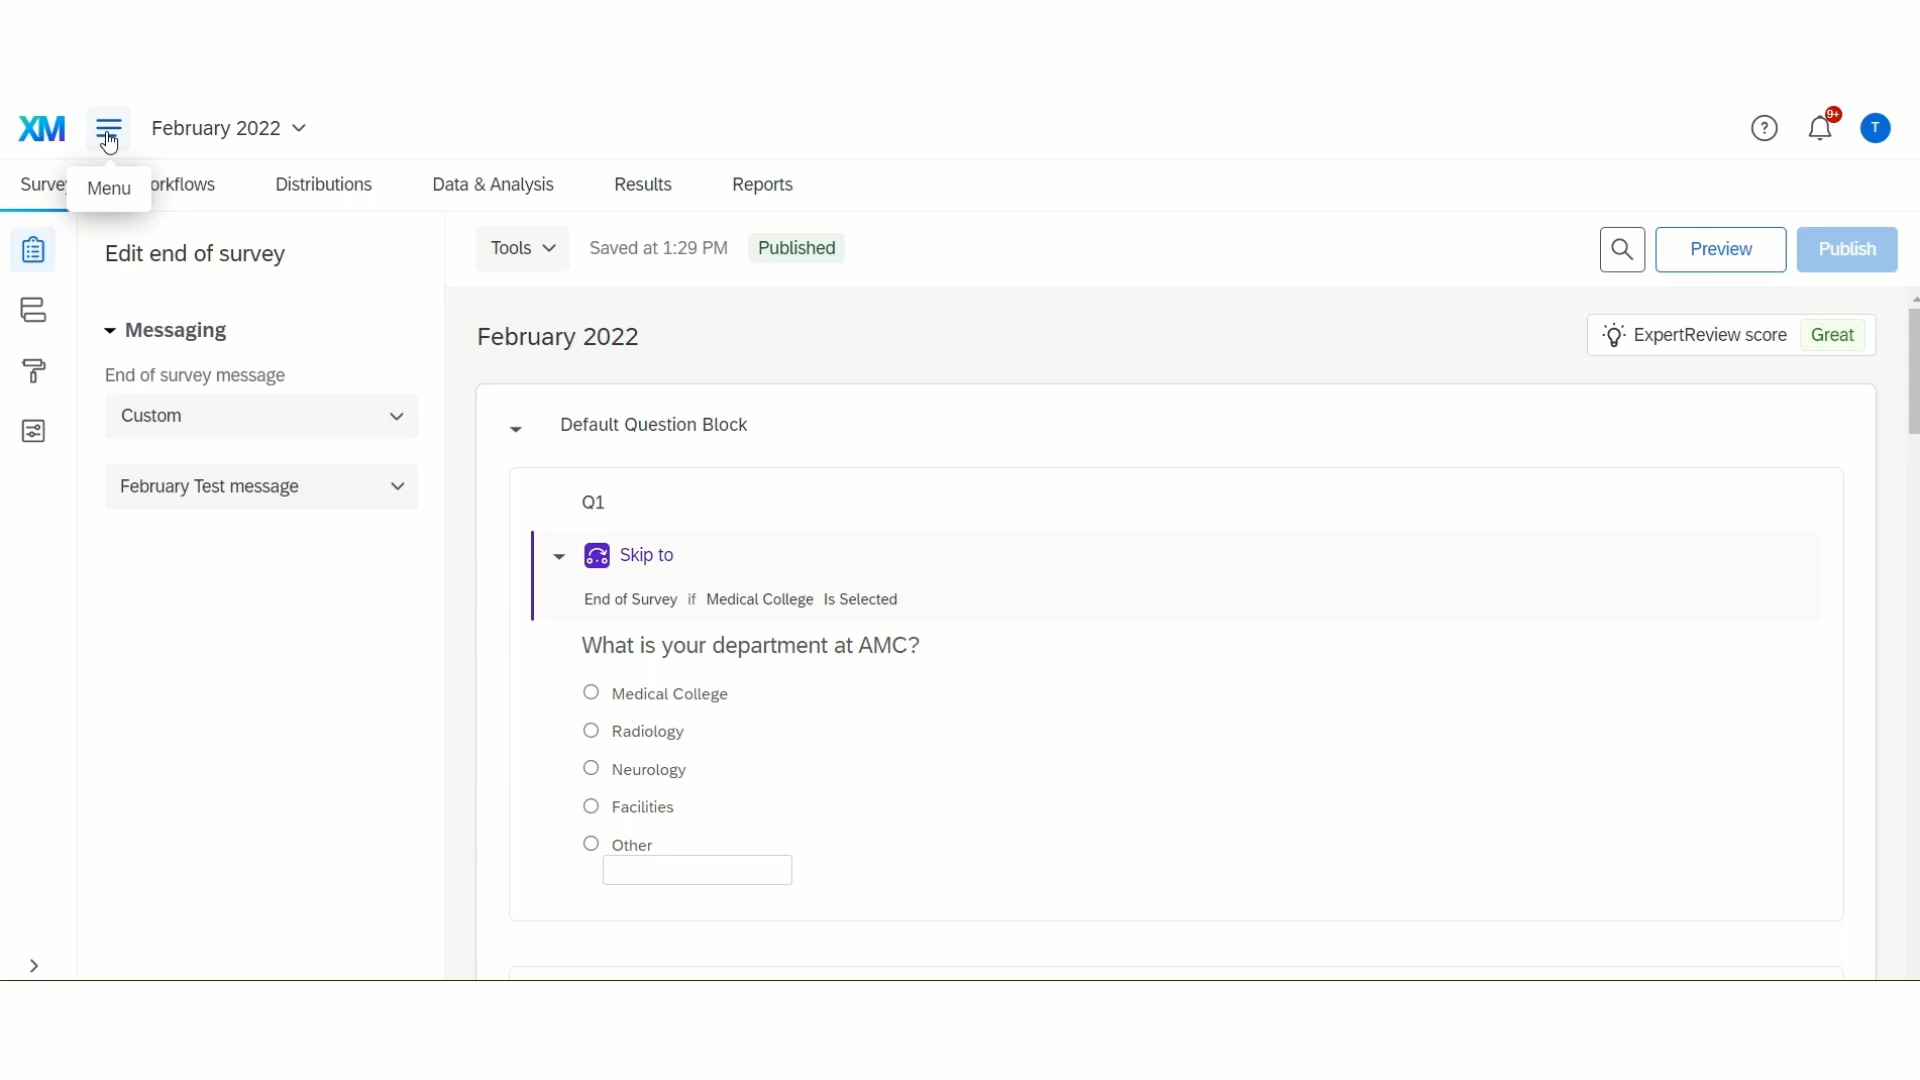 XM
February 2022
9+
T
Surve
Menu
orkflows
Distributions
Data & Analysis
Results
Reports
Edit end of survey
Tools
Saved at 1:29 PM
Published
Preview
Publish
Messaging
End of survey message
Custom
February Test message
February 2022
ExpertReview score
Great
Default Question Block
Q1
Skip to
End of Survey if Medical College Is Selected
What is your department at AMC?
Medical College
Radiology
Neurology
Facilities
Other